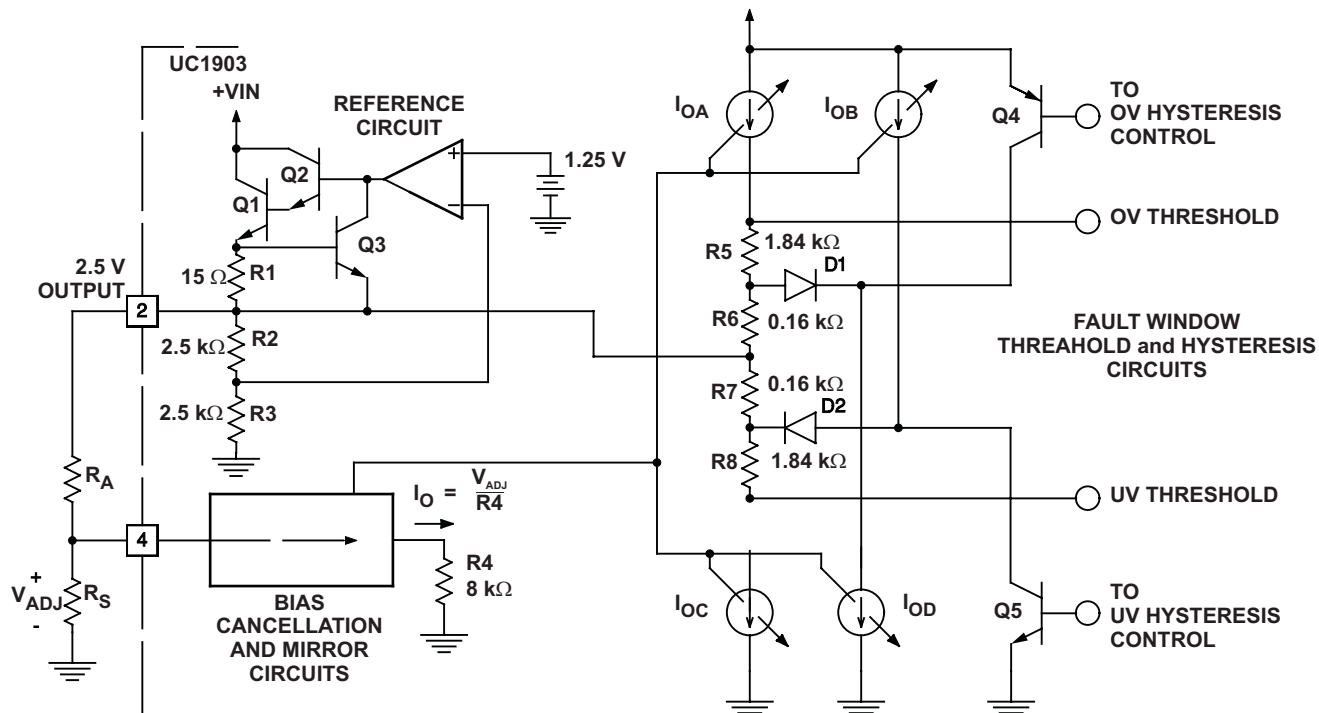 UC1903
+VIN
REFERENCE
CIRCUIT
1.25 V
Q2
Q1
Q3
+
–
2.5 V
OUTPUT
2
15 Ω
R1
2.5 kΩ
R2
2.5 kΩ
R3
RA
4
+
VADJ
-
RS
IO = VADJ
R4
R4
8 kΩ
BIAS
CANCELLATION
AND MIRROR
CIRCUITS
IOA
IOB
Q4
TO
OV HYSTERESIS
CONTROL
OV THRESHOLD
R5
1.84 kΩ
D1
R6
0.16 kΩ
FAULT WINDOW
THREAHOLD and HYSTERESIS
CIRCUITS
R7
0.16 kΩ
D2
R8
1.84 kΩ
UV THRESHOLD
IOC
IOD
Q5
TO
UV HYSTERESIS
CONTROL